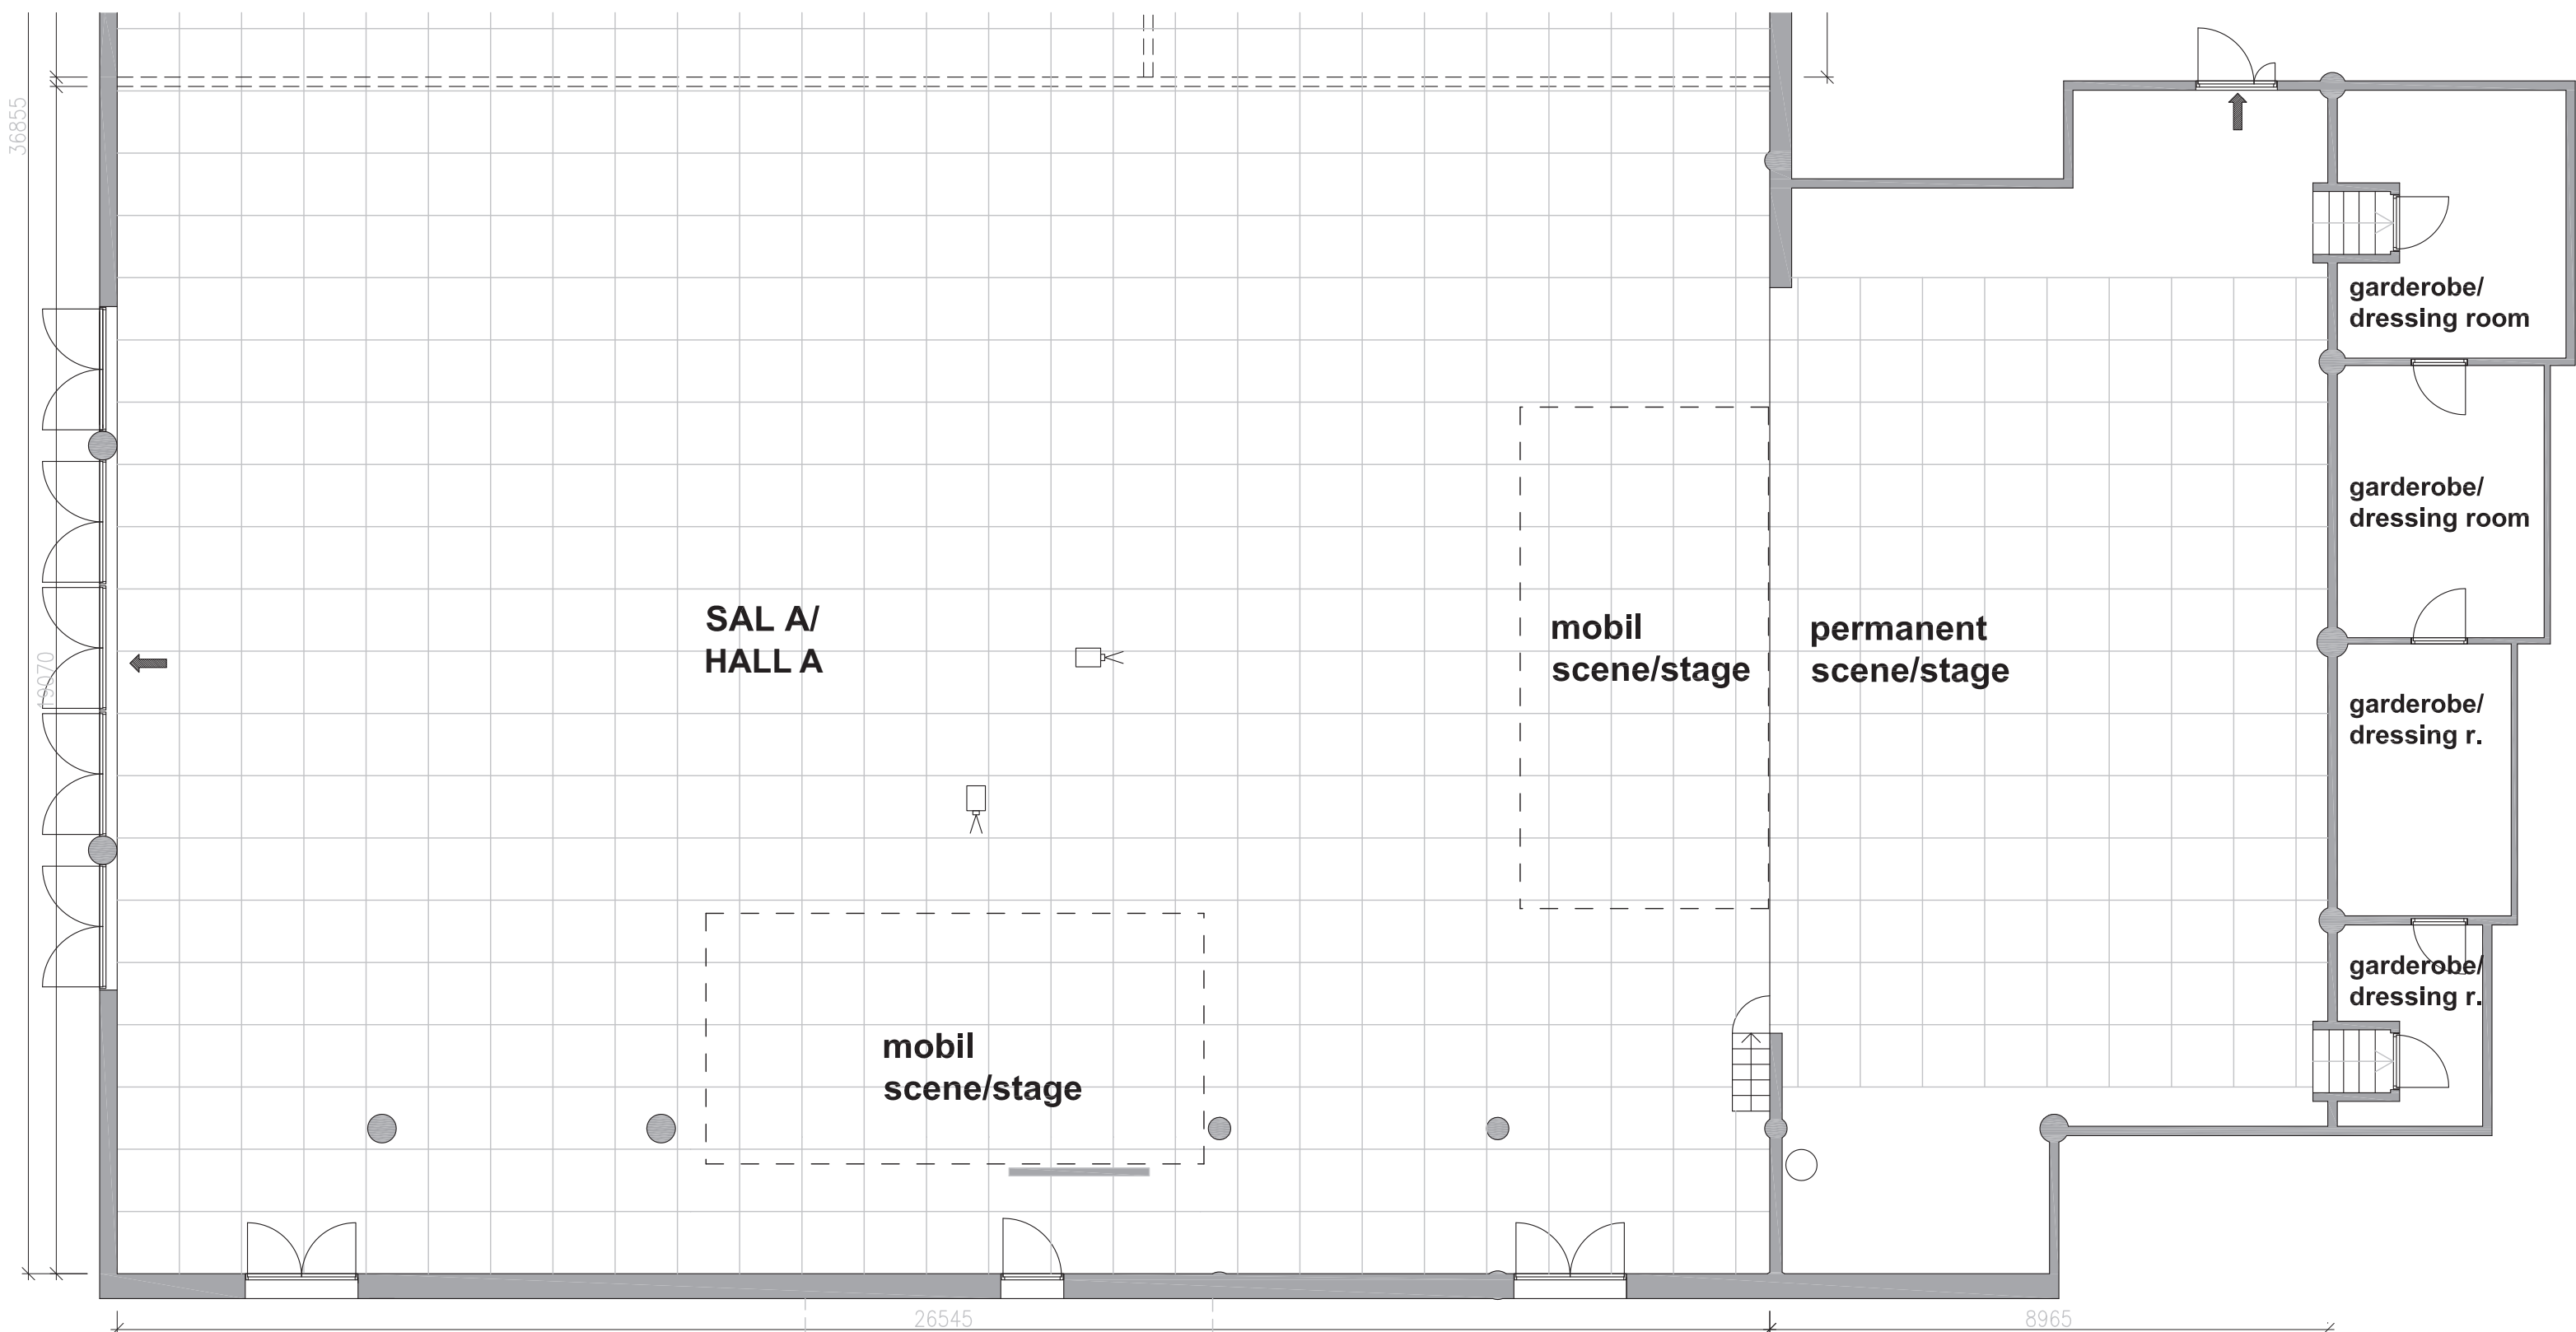 36855
garderobe/
dressing room
garderobe/
dressing room
SAL A/
HALL A
mobil
scene/stage
permanent
scene/stage
19070
garderobe/
dressing r.
garderobe/
dressing r.
mobil
scene/stage
26545
8965